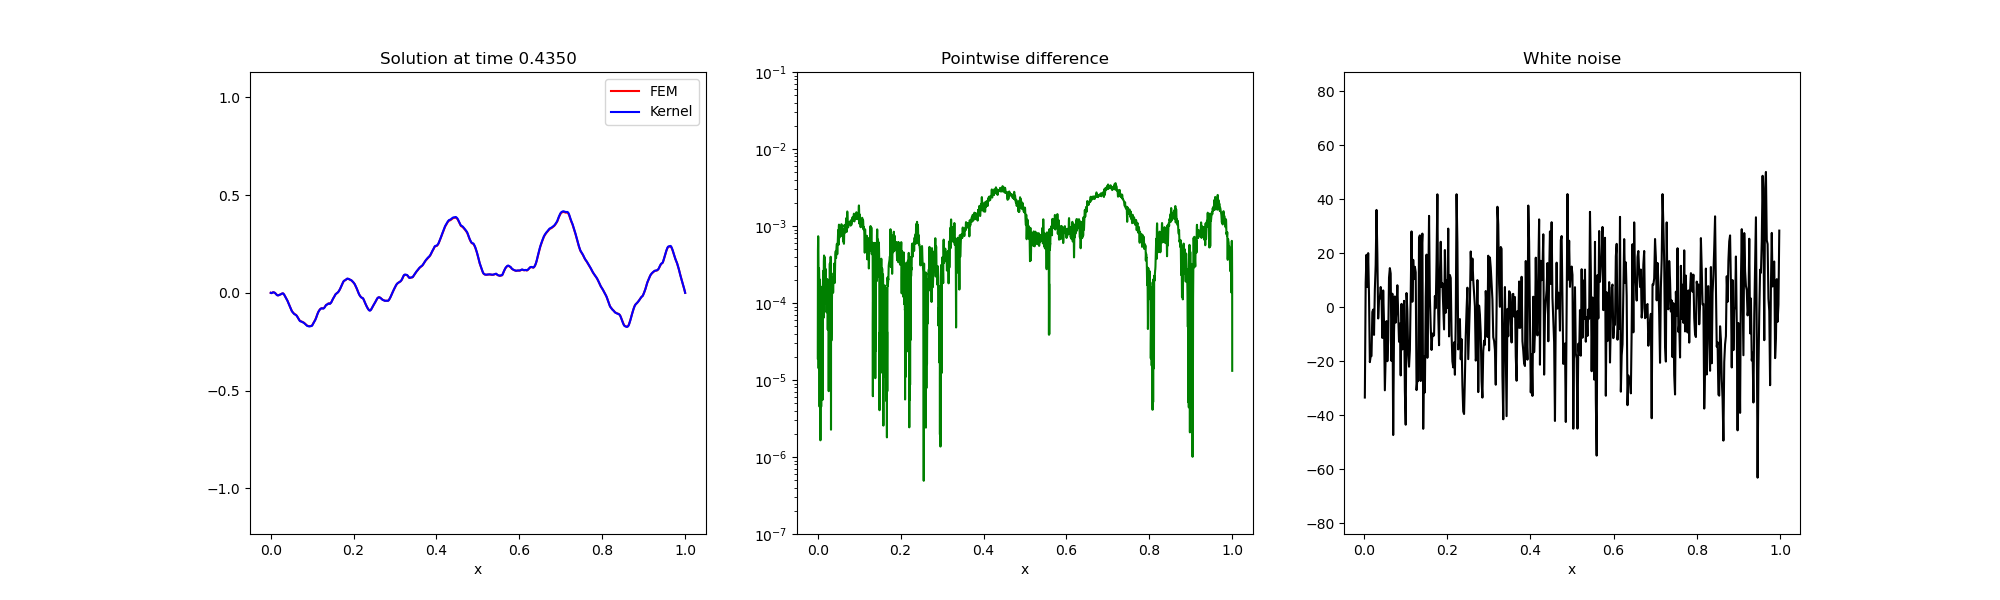 Solution at time 0.4350
1.0
0.5
0.0
−0.5
−1.0
0.0 0.2 0.4 0.6 0.8 1.0
x
FEM
Kernel
Pointwise difference
10⁻¹
10⁻²
10⁻³
10⁻⁴
10⁻⁵
10⁻⁶
10⁻⁷
0.0 0.2 0.4 0.6 0.8 1.0
x
White noise
80
60
40
20
0
−20
−40
−60
−80
0.0 0.2 0.4 0.6 0.8 1.0
x